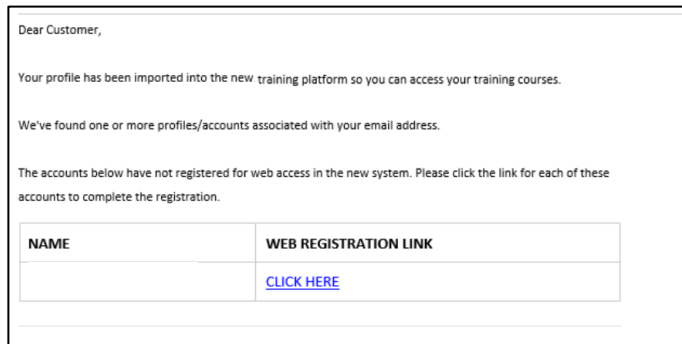 Dear Customer,
Your profile has been imported into the new training platform so you can access your training courses.
We've found one or more profiles/accounts associated with your email address.
The accounts below have not registered for web access in the new system. Please click the link for each of these
accounts to complete the registration.
NAME WEB REGISTRATION LINK
CLICK HERE